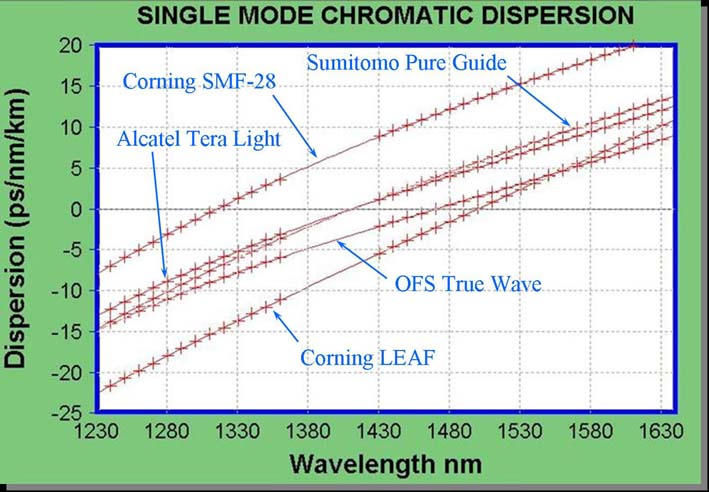 SINGLE MODE CHROMATIC DISPERSION
20
15
10
5
0
-5
-10
-15
-20
-25
Dispersion (ps/nm/km)
Sumitomo Pure Guide
Corning SMF-28
Alcatel Tera Light
OFS True Wave
Corning LEAF
1230 1280 1330 1380 1430 1480 1530 1580 1630
Wavelength nm